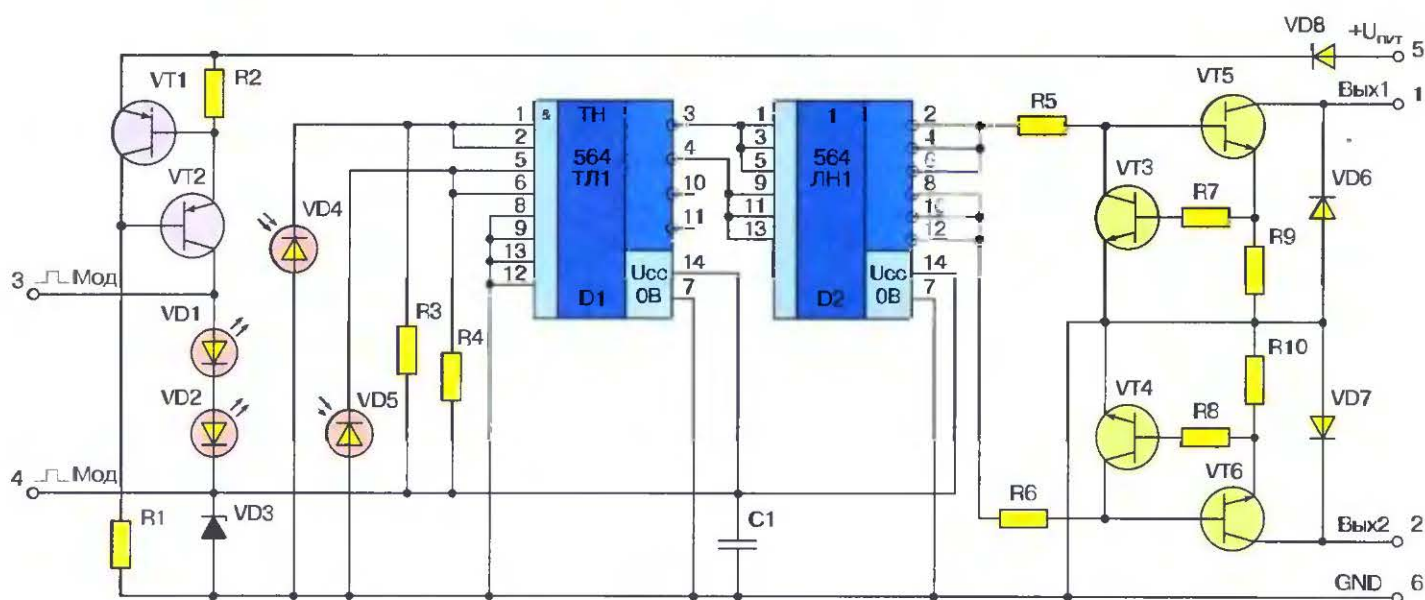 VD8
+Uпит
5
VT1
R2
VT5
Вых1
1
R5
VT2
VT3
R7
VD6
VD4
R9
3
Мод
VD1
R3
R4
VD2
VD5
R10
VT4
R8
VD7
4
Мод
R1
VD3
C1
R6
VT6
Вых2
2
GND
6
1
2
5
6
8
9
13
12
&
ТН
564
ТЛ1
Ucc
0В
D1
3
4
10
11
14
7
1
3
5
9
11
13
1
564
ЛН1
Ucc
0В
D2
2
4
6
8
12
14
7